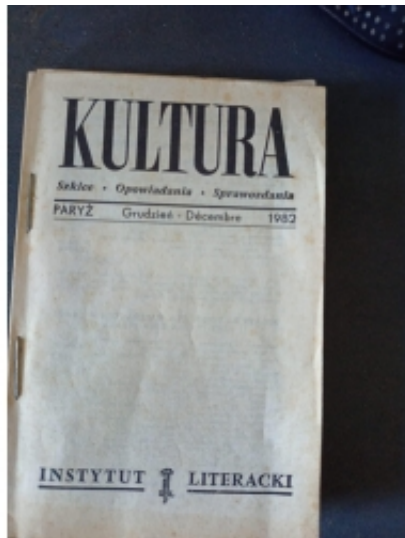 KULTURA
Szkice • Opowiadania • Sprawozdania
PARYŻ Grudzień - Décembre 1982
INSTYTUT LITERACKI